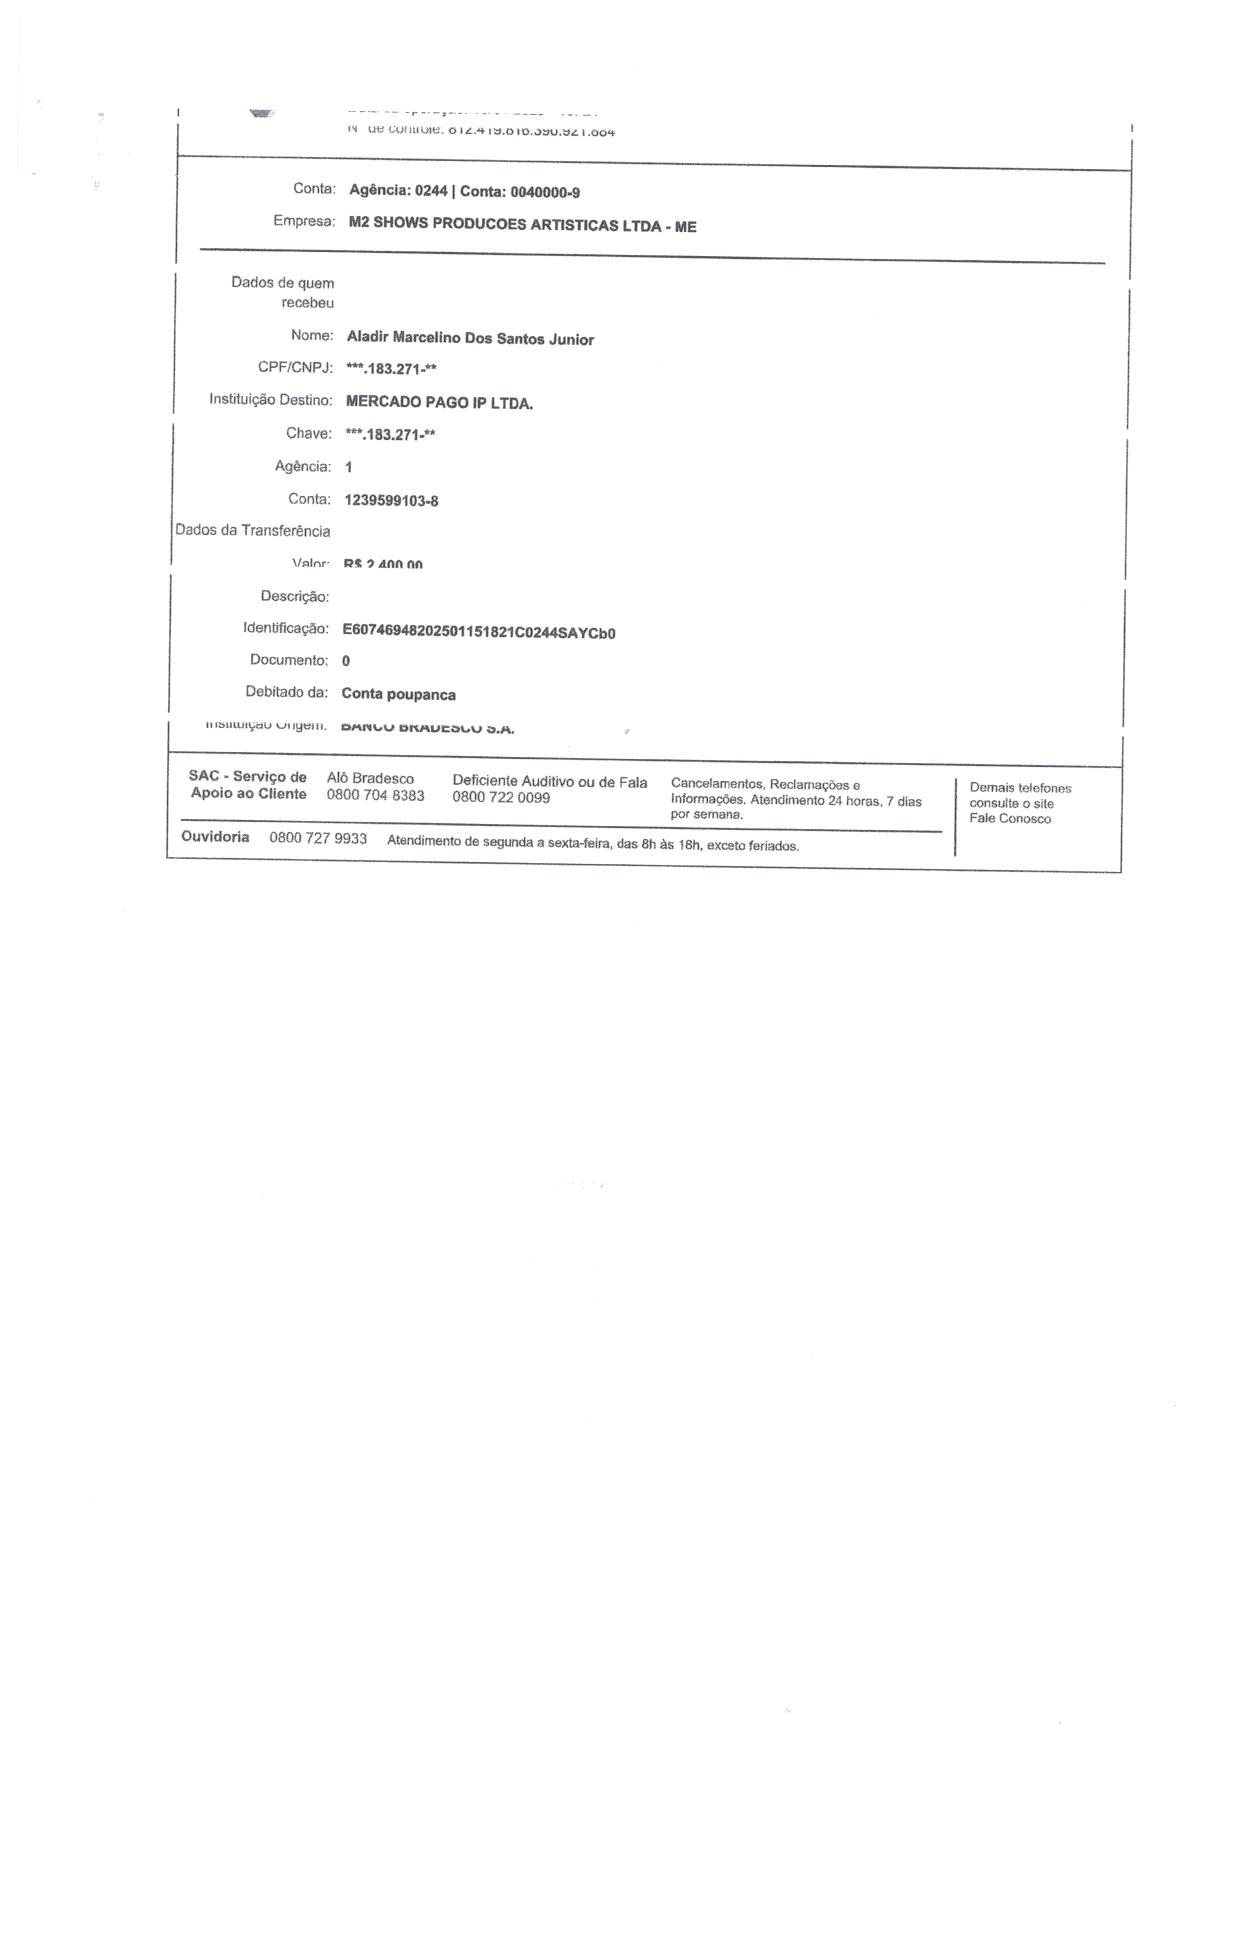 Nº de controle: 612.419.616.590.921.664
Conta: Agência: 0244 | Conta: 0040000-9
Empresa: M2 SHOWS PRODUCOES ARTISTICAS LTDA - ME
Dados de quem
recebeu
Nome: Aladir Marcelino Dos Santos Junior
CPF/CNPJ: ***.183.271-**
Instituição Destino: MERCADO PAGO IP LTDA.
Chave: ***.183.271-**
Agência: 1
Conta: 1239599103-8
Dados da Transferência
Valor: R$ 2.400,00
Descrição:
Identificação: E60746948202501151821C0244SAYCb0
Documento: 0
Debitado da: Conta poupanca
Instituição Origem: BANCO BRADESCO S.A.
SAC - Serviço de
Apoio ao Cliente
Alô Bradesco
0800 704 8383
Deficiente Auditivo ou de Fala
0800 722 0099
Cancelamentos, Reclamações e
Informações. Atendimento 24 horas, 7 dias
por semana.
Demais telefones
consulte o site
Fale Conosco
Ouvidoria 0800 727 9933 Atendimento de segunda a sexta-feira, das 8h às 18h, exceto feriados.